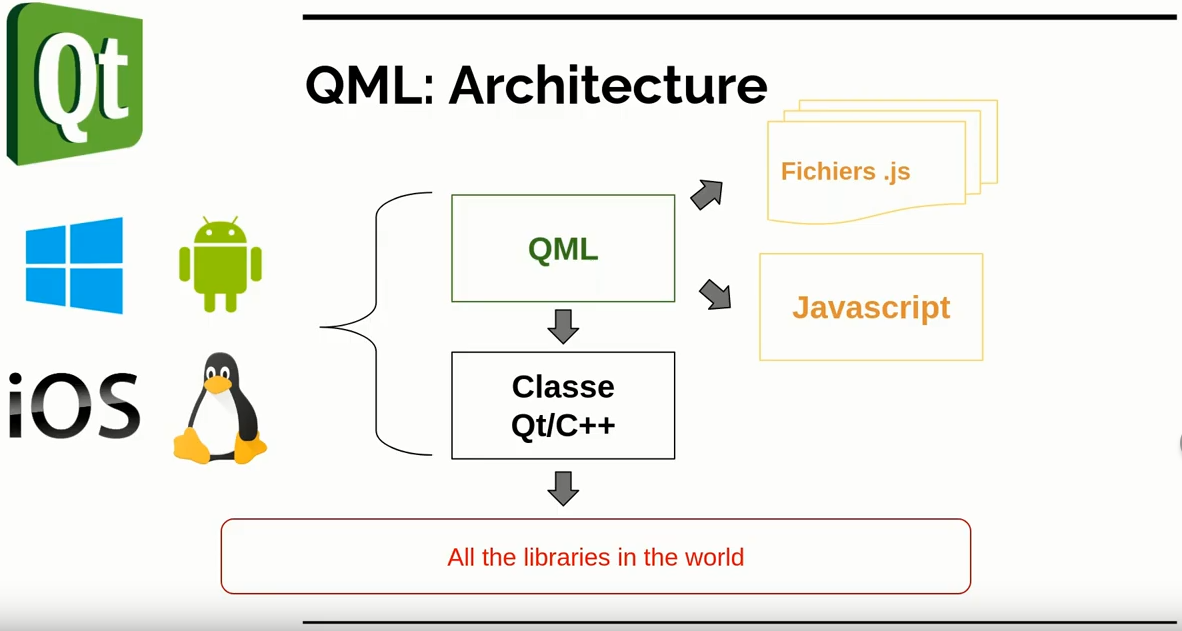 Qt
QML: Architecture
Fichiers .js
QML
Javascript
iOS
Classe
Qt/C++
All the libraries in the world